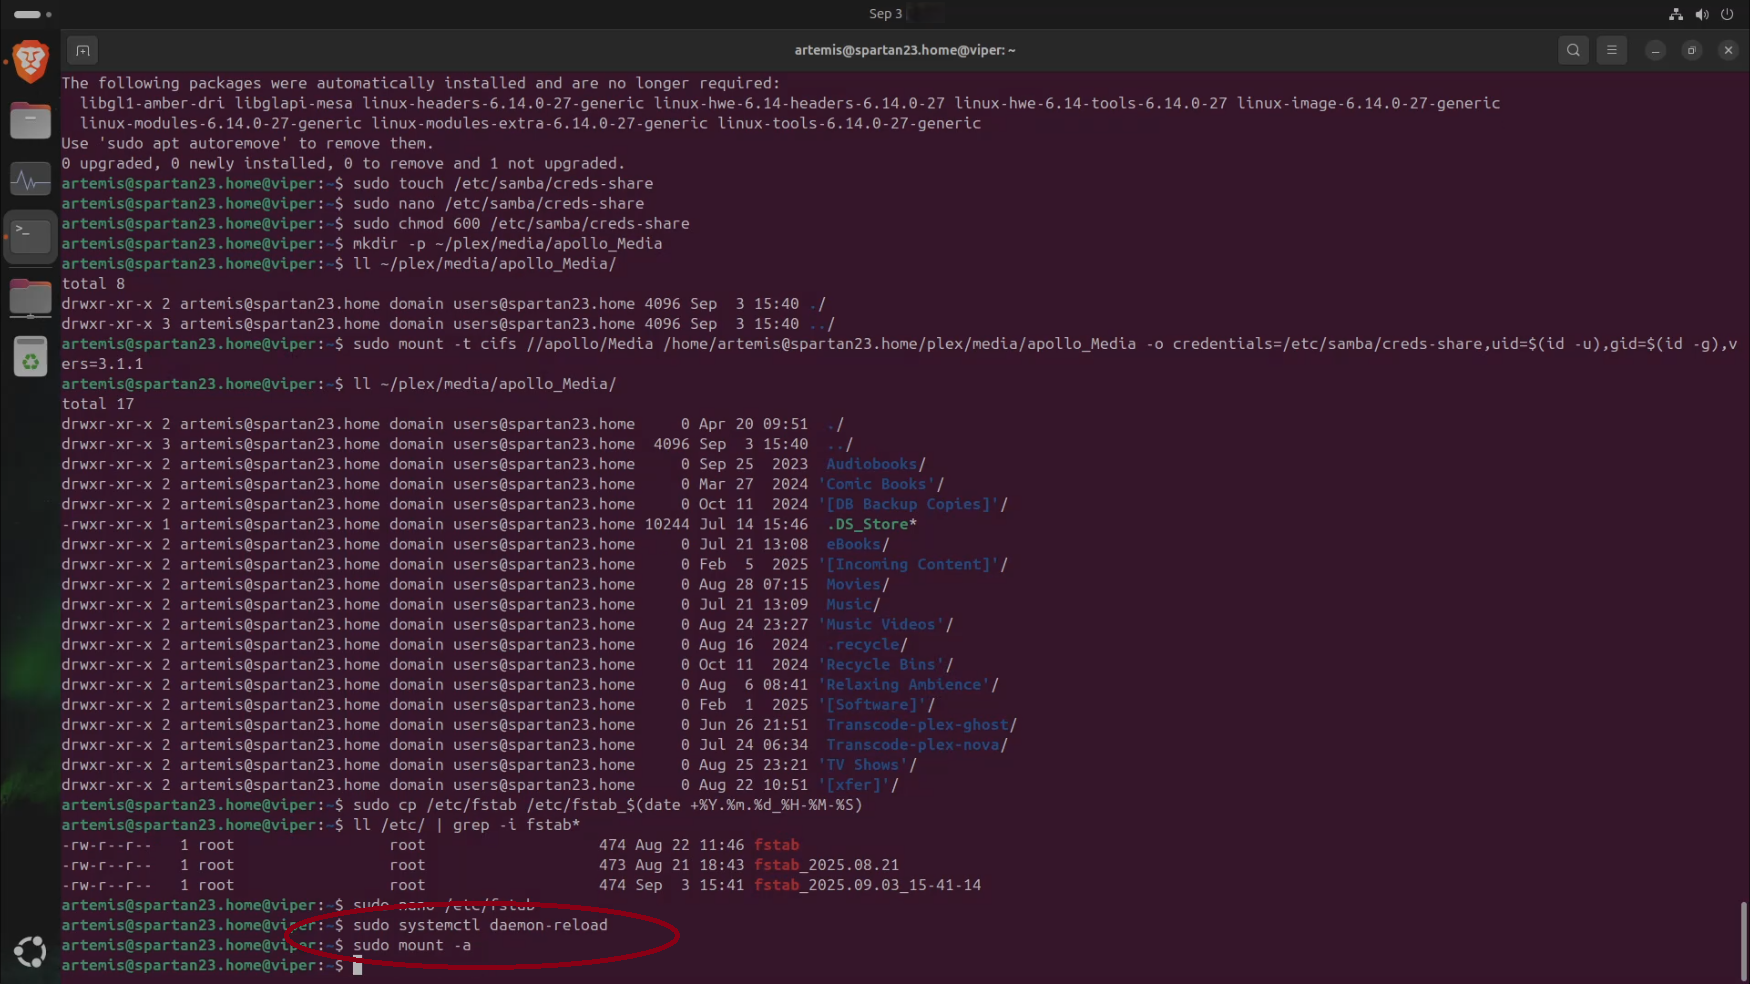 Sep 3
artemis@spartan23.home@viper: ~
The following packages were automatically installed and are no longer required:
  libgl1-amber-dri libglapi-mesa linux-headers-6.14.0-27-generic linux-hwe-6.14-headers-6.14.0-27 linux-hwe-6.14-tools-6.14.0-27 linux-image-6.14.0-27-generic
  linux-modules-6.14.0-27-generic linux-modules-extra-6.14.0-27-generic linux-tools-6.14.0-27-generic
Use 'sudo apt autoremove' to remove them.
0 upgraded, 0 newly installed, 0 to remove and 1 not upgraded.
artemis@spartan23.home@viper:~$ sudo touch /etc/samba/creds-share
artemis@spartan23.home@viper:~$ sudo nano /etc/samba/creds-share
artemis@spartan23.home@viper:~$ sudo chmod 600 /etc/samba/creds-share
artemis@spartan23.home@viper:~$ mkdir -p ~/plex/media/apollo_Media
artemis@spartan23.home@viper:~$ ll ~/plex/media/apollo_Media/
total 8
drwxr-xr-x 2 artemis@spartan23.home domain users@spartan23.home 4096 Sep  3 15:40 ./
drwxr-xr-x 3 artemis@spartan23.home domain users@spartan23.home 4096 Sep  3 15:40 ../
artemis@spartan23.home@viper:~$ sudo mount -t cifs //apollo/Media /home/artemis@spartan23.home/plex/media/apollo_Media -o credentials=/etc/samba/creds-share,uid=$(id -u),gid=$(id -g),v
ers=3.1.1
artemis@spartan23.home@viper:~$ ll ~/plex/media/apollo_Media/
total 17
drwxr-xr-x 2 artemis@spartan23.home domain users@spartan23.home     0 Apr 20 09:51  ./
drwxr-xr-x 3 artemis@spartan23.home domain users@spartan23.home  4096 Sep  3 15:40  ../
drwxr-xr-x 2 artemis@spartan23.home domain users@spartan23.home     0 Sep 25  2023  Audiobooks/
drwxr-xr-x 2 artemis@spartan23.home domain users@spartan23.home     0 Mar 27  2024 'Comic Books'/
drwxr-xr-x 2 artemis@spartan23.home domain users@spartan23.home     0 Oct 11  2024 '[DB Backup Copies]'/
-rwxr-xr-x 1 artemis@spartan23.home domain users@spartan23.home 10244 Jul 14 15:46  .DS_Store*
drwxr-xr-x 2 artemis@spartan23.home domain users@spartan23.home     0 Jul 21 13:08  eBooks/
drwxr-xr-x 2 artemis@spartan23.home domain users@spartan23.home     0 Feb  5  2025 '[Incoming Content]'/
drwxr-xr-x 2 artemis@spartan23.home domain users@spartan23.home     0 Aug 28 07:15  Movies/
drwxr-xr-x 2 artemis@spartan23.home domain users@spartan23.home     0 Jul 21 13:09  Music/
drwxr-xr-x 2 artemis@spartan23.home domain users@spartan23.home     0 Aug 24 23:27 'Music Videos'/
drwxr-xr-x 2 artemis@spartan23.home domain users@spartan23.home     0 Aug 16  2024  .recycle/
drwxr-xr-x 2 artemis@spartan23.home domain users@spartan23.home     0 Oct 11  2024 'Recycle Bins'/
drwxr-xr-x 2 artemis@spartan23.home domain users@spartan23.home     0 Aug  6 08:41 'Relaxing Ambience'/
drwxr-xr-x 2 artemis@spartan23.home domain users@spartan23.home     0 Feb  1  2025 '[Software]'/
drwxr-xr-x 2 artemis@spartan23.home domain users@spartan23.home     0 Jun 26 21:51  Transcode-plex-ghost/
drwxr-xr-x 2 artemis@spartan23.home domain users@spartan23.home     0 Jul 24 06:34  Transcode-plex-nova/
drwxr-xr-x 2 artemis@spartan23.home domain users@spartan23.home     0 Aug 25 23:21 'TV Shows'/
drwxr-xr-x 2 artemis@spartan23.home domain users@spartan23.home     0 Aug 22 10:51 '[xfer]'/
artemis@spartan23.home@viper:~$ sudo cp /etc/fstab /etc/fstab_$(date +%Y.%m.%d_%H-%M-%S)
artemis@spartan23.home@viper:~$ ll /etc/ | grep -i fstab*
-rw-r--r--   1 root                 root                   474 Aug 22 11:46 fstab
-rw-r--r--   1 root                 root                   473 Aug 21 18:43 fstab_2025.08.21
-rw-r--r--   1 root                 root                   474 Sep  3 15:41 fstab_2025.09.03_15-41-14
artemis@spartan23.home@viper:~$ sudo nano /etc/fstab
artemis@spartan23.home@viper:~$ sudo systemctl daemon-reload
artemis@spartan23.home@viper:~$ sudo mount -a
artemis@spartan23.home@viper:~$